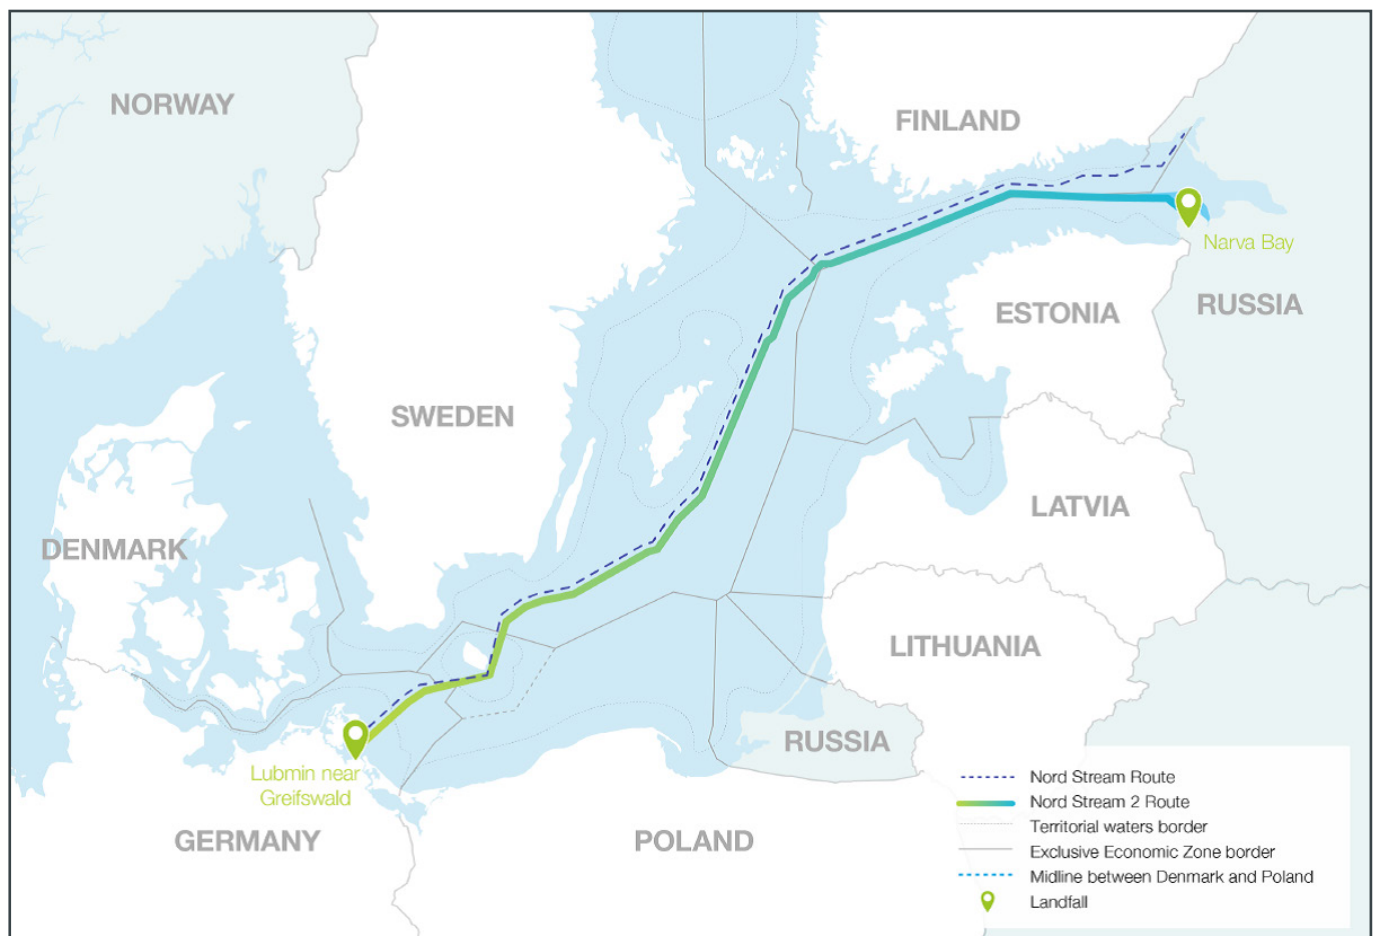 NORWAY
FINLAND
Narva Bay
RUSSIA
ESTONIA
SWEDEN
LATVIA
DENMARK
LITHUANIA
RUSSIA
Lubmin near
Greifswald
GERMANY
POLAND
Nord Stream Route
Nord Stream 2 Route
Territorial waters border
Exclusive Economic Zone border
Midline between Denmark and Poland
Landfall